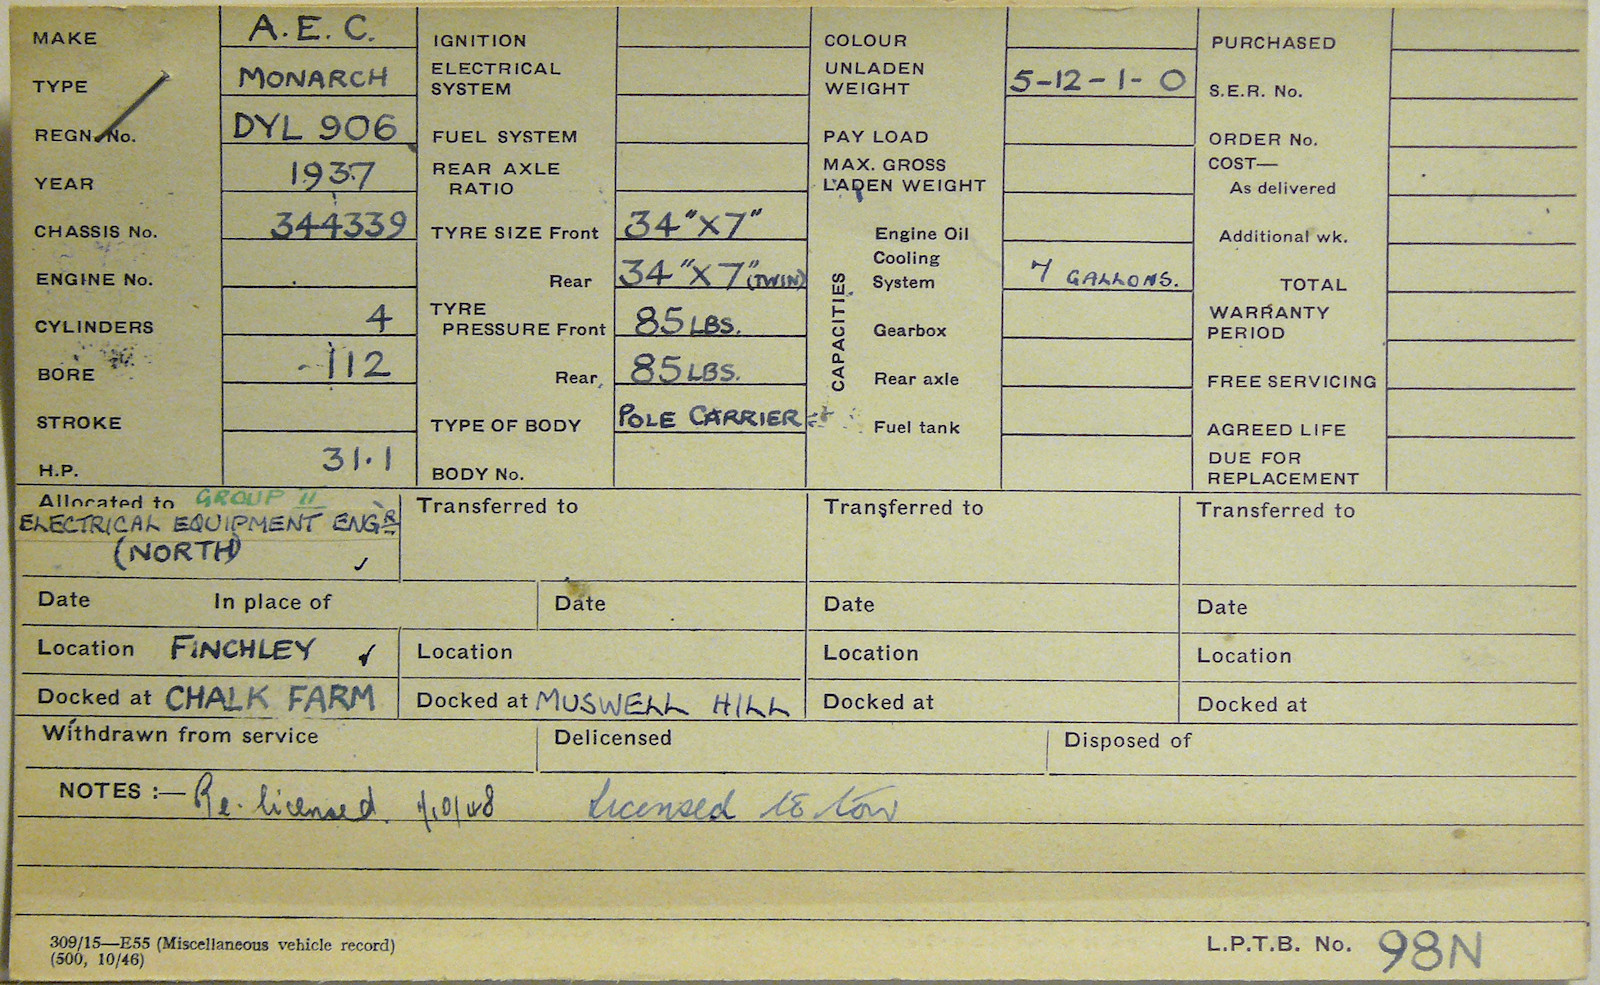 MAKE A.E.C.
TYPE MONARCH
REGN. No. DYL 906
YEAR 1937
CHASSIS No. 344339
ENGINE No.
CYLINDERS 4
BORE 112
STROKE
H.P. 31.1
IGNITION
ELECTRICAL
SYSTEM
FUEL SYSTEM
REAR AXLE
RATIO
TYRE SIZE Front 34"X7"
Rear 34"X7" (TWIN)
TYRE
PRESSURE Front 85 LBS.
Rear, 85 LBS.
TYPE OF BODY POLE CARRIER
BODY No.
COLOUR
UNLADEN
WEIGHT 5-12-1-0
PAY LOAD
MAX. GROSS
LADEN WEIGHT
CAPACITIES
Engine Oil
Cooling
System 7 GALLONS.
Gearbox
Rear axle
Fuel tank
PURCHASED
S.E.R. No.
ORDER No.
COST—
As delivered
Additional wk.
TOTAL
WARRANTY
PERIOD
FREE SERVICING
AGREED LIFE
DUE FOR
REPLACEMENT
Allocated to GROUP II
ELECTRICAL EQUIPMENT ENGR
(NORTH) ✓
Transferred to
Transferred to
Transferred to
Date In place of Date Date Date
Location FINCHLEY ✓ Location Location Location
Docked at CHALK FARM Docked at MUSWELL HILL Docked at Docked at
Withdrawn from service Delicensed Disposed of
NOTES :— Re-licensed. 1/10/48 Licensed to tow
309/15—E55 (Miscellaneous vehicle record)
(500, 10/46)
L.P.T.B. No. 98N